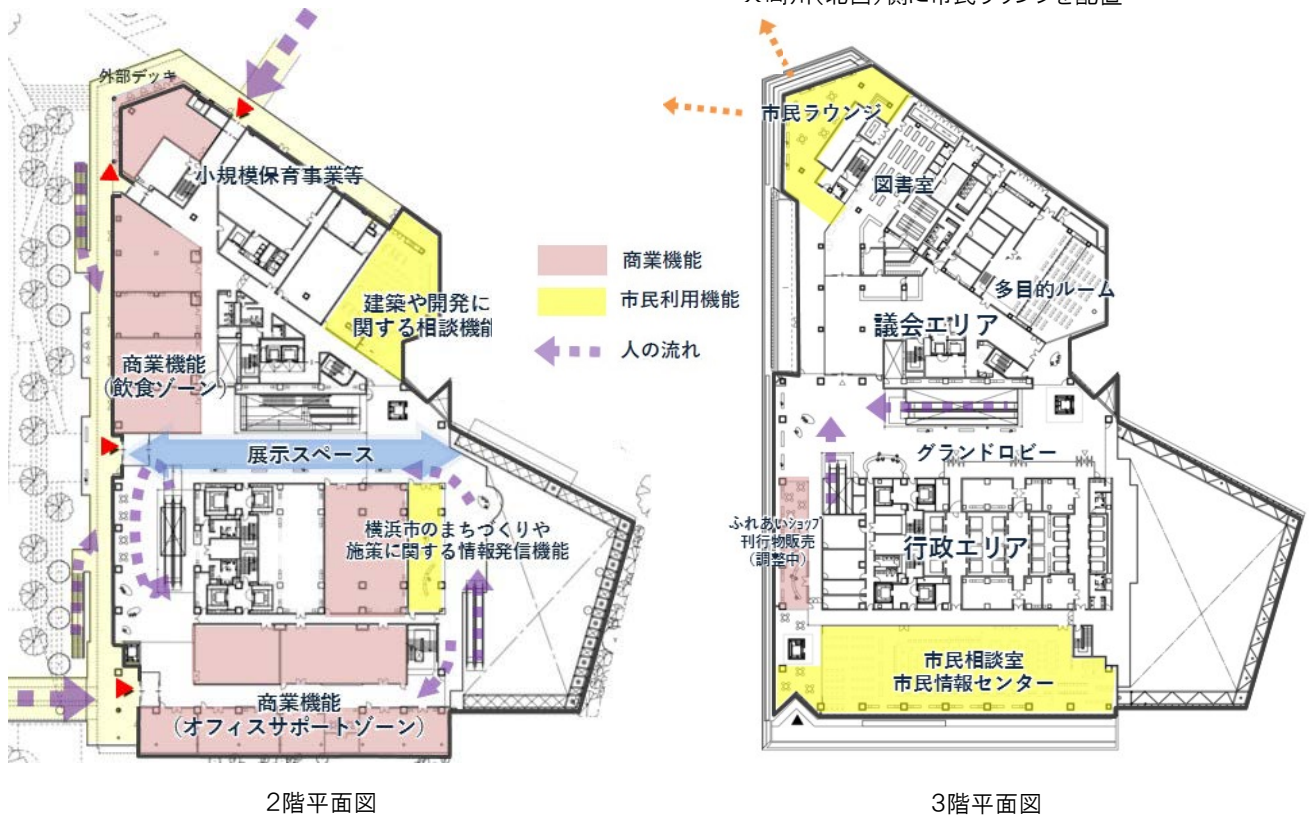 側に市民ラウンジを配置
外部デッキ
小規模保育事業等
建築や開発に
関する相談機能
商業機能
(飲食ゾーン)
展示スペース
横浜市のまちづくりや
施策に関する情報発信機能
商業機能
(オフィスサポートゾーン)
2階平面図
商業機能
市民利用機能
人の流れ
市民ラウンジ
図書室
多目的ルーム
議会エリア
グランドロビー
ふれあいショップ
刊行物販売
(調整中)
行政エリア
市民相談室
市民情報センター
3階平面図